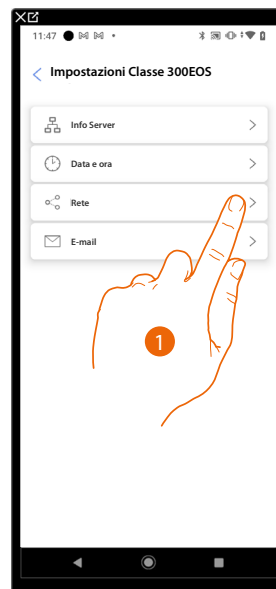 11:47
Impostazioni Classe 300EOS
Info Server
Data e ora
Rete
E-mail
1